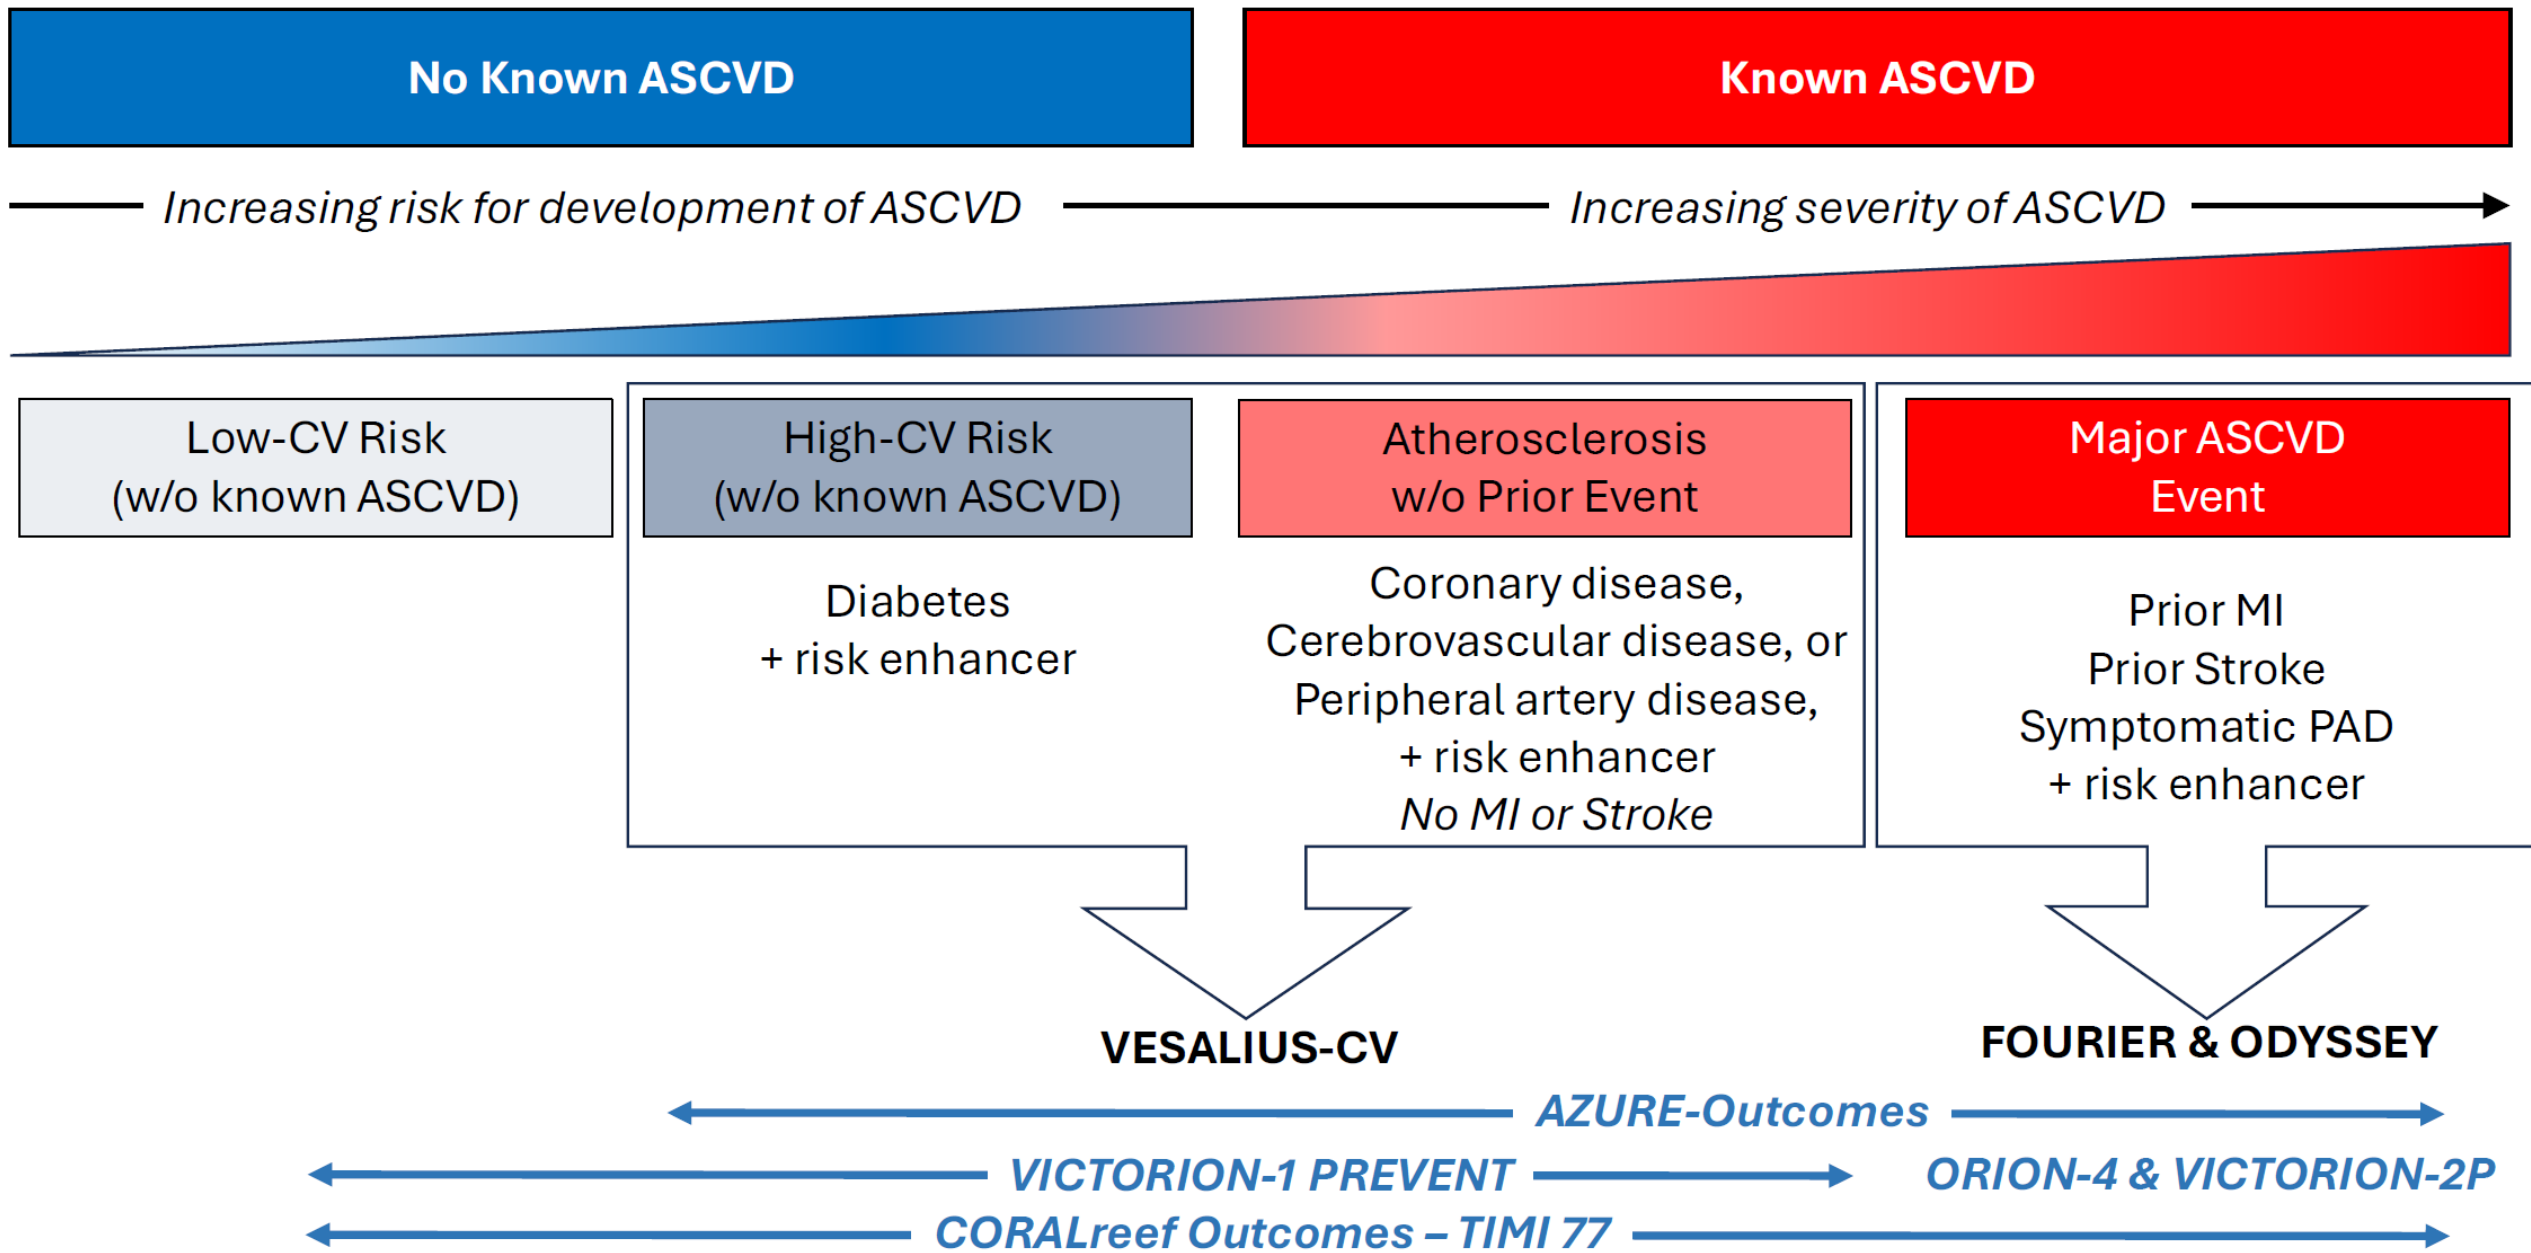 No Known ASCVD
Known ASCVD
Increasing risk for development of ASCVD
Increasing severity of ASCVD
Low-CV Risk
(w/o known ASCVD)
High-CV Risk
(w/o known ASCVD)
Diabetes
+ risk enhancer
Atherosclerosis
w/o Prior Event
Coronary disease,
Cerebrovascular disease, or
Peripheral artery disease,
+ risk enhancer
No MI or Stroke
Major ASCVD
Event
Prior MI
Prior Stroke
Symptomatic PAD
+ risk enhancer
VESALIUS-CV
FOURIER & ODYSSEY
AZURE-Outcomes
VICTORION-1 PREVENT
ORION-4 & VICTORION-2P
CORALreef Outcomes – TIMI 77